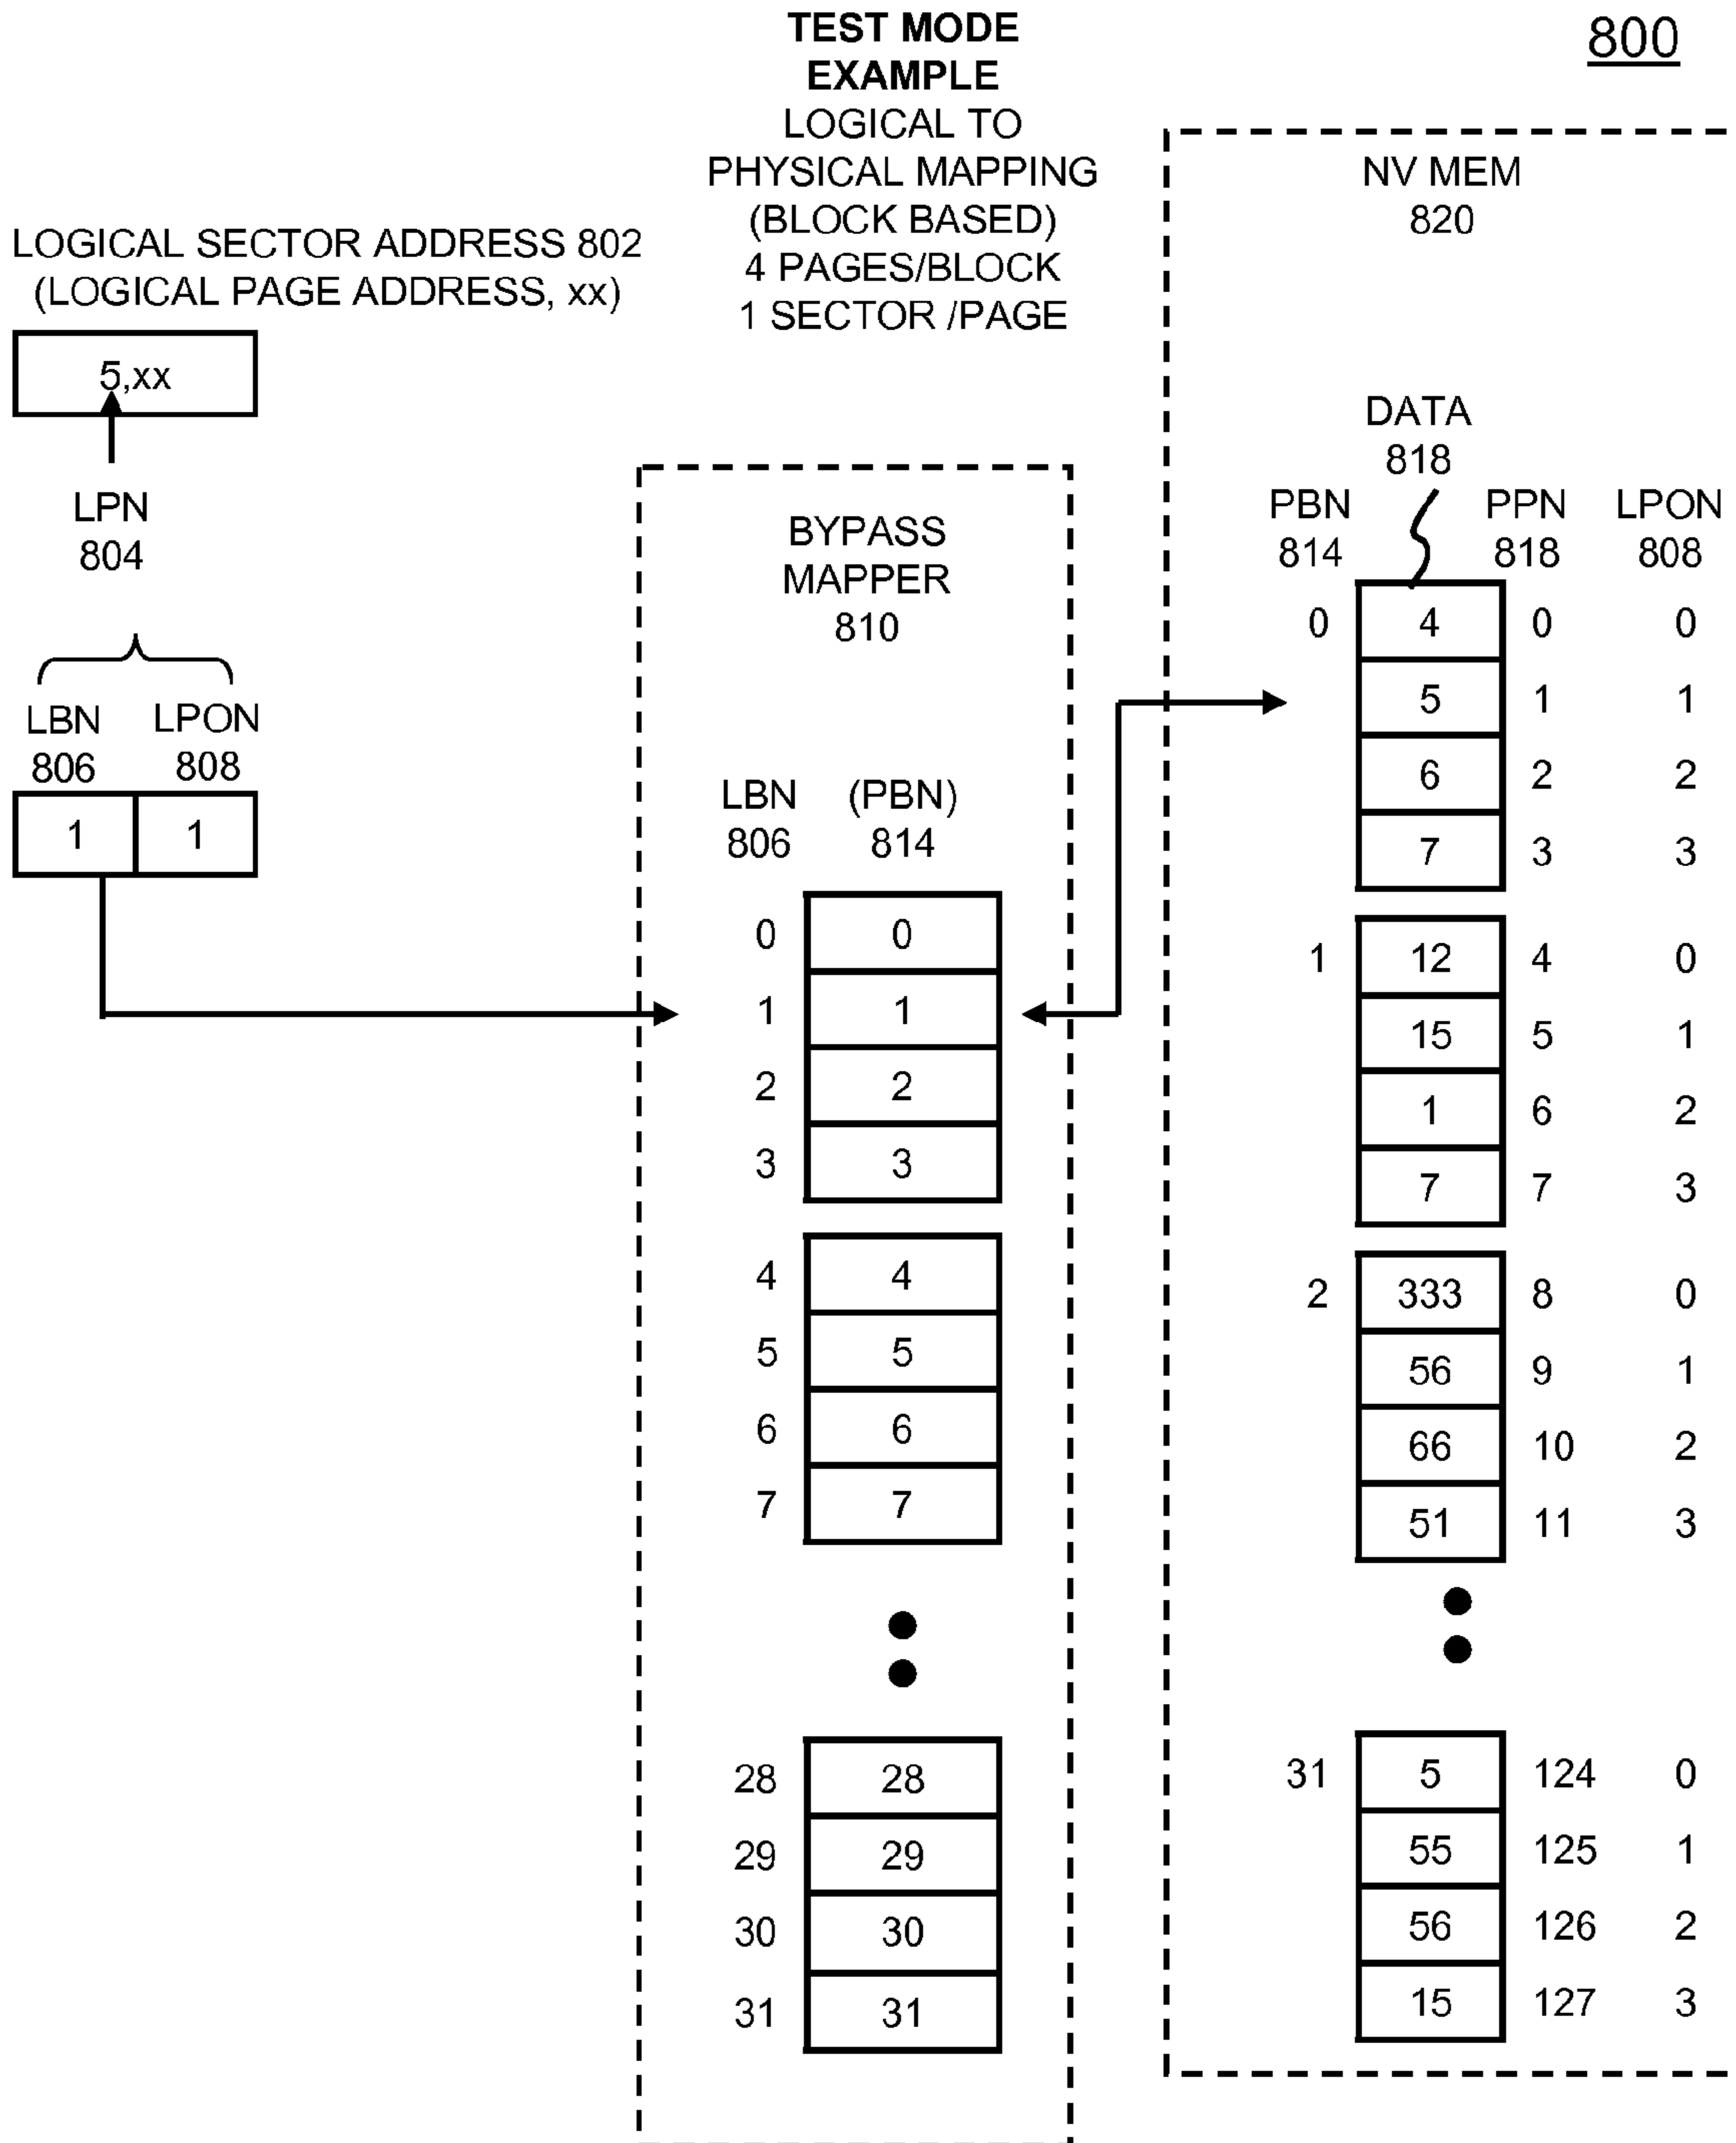 TEST MODE
EXAMPLE
LOGICAL TO
PHYSICAL MAPPING
(BLOCK BASED)
4 PAGES/BLOCK
1 SECTOR /PAGE
800
LOGICAL SECTOR ADDRESS 802
(LOGICAL PAGE ADDRESS, xx)
5,xx
LPN
804
LBN LPON
806 808
1 1
BYPASS
MAPPER
810
LBN (PBN)
806 814
0 0
1 1
2 2
3 3
4 4
5 5
6 6
7 7
28 28
29 29
30 30
31 31
NV MEM
820
DATA
818
PBN PPN LPON
814 818 808
0 4 0 0
5 1 1
6 2 2
7 3 3
1 12 4 0
15 5 1
1 6 2
7 7 3
2 333 8 0
56 9 1
66 10 2
51 11 3
31 5 124 0
55 125 1
56 126 2
15 127 3